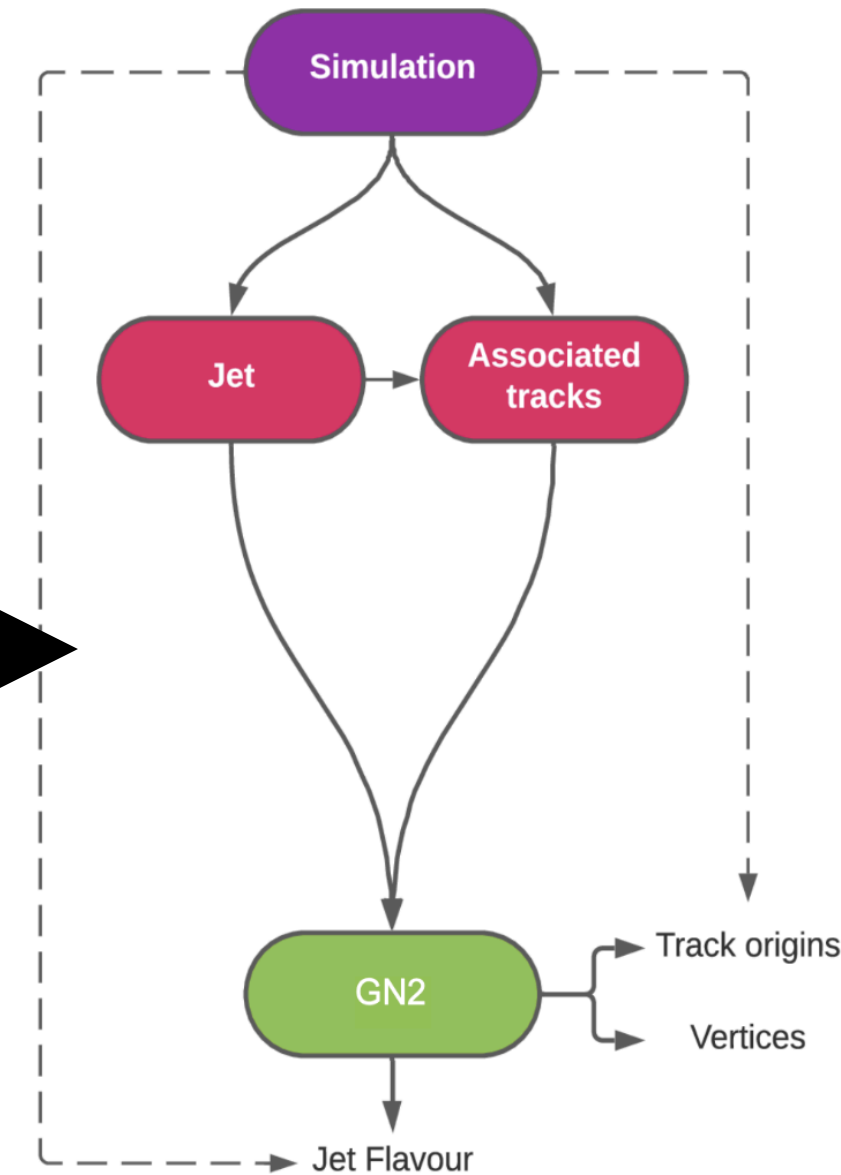 Simulation
Jet
Associated
tracks
GN2
Track origins
Vertices
Jet Flavour